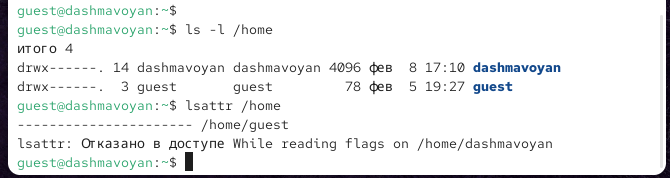 guest@dashmavoyan:~$
guest@dashmavoyan:~$ ls -l /home
итого 4
drwx------. 14 dashmavoyan dashmavoyan 4096 фев  8 17:10 dashmavoyan
drwx------.  3 guest       guest         78 фев  5 19:27 guest
guest@dashmavoyan:~$ lsattr /home
---------------------- /home/guest
lsattr: Отказано в доступе While reading flags on /home/dashmavoyan
guest@dashmavoyan:~$